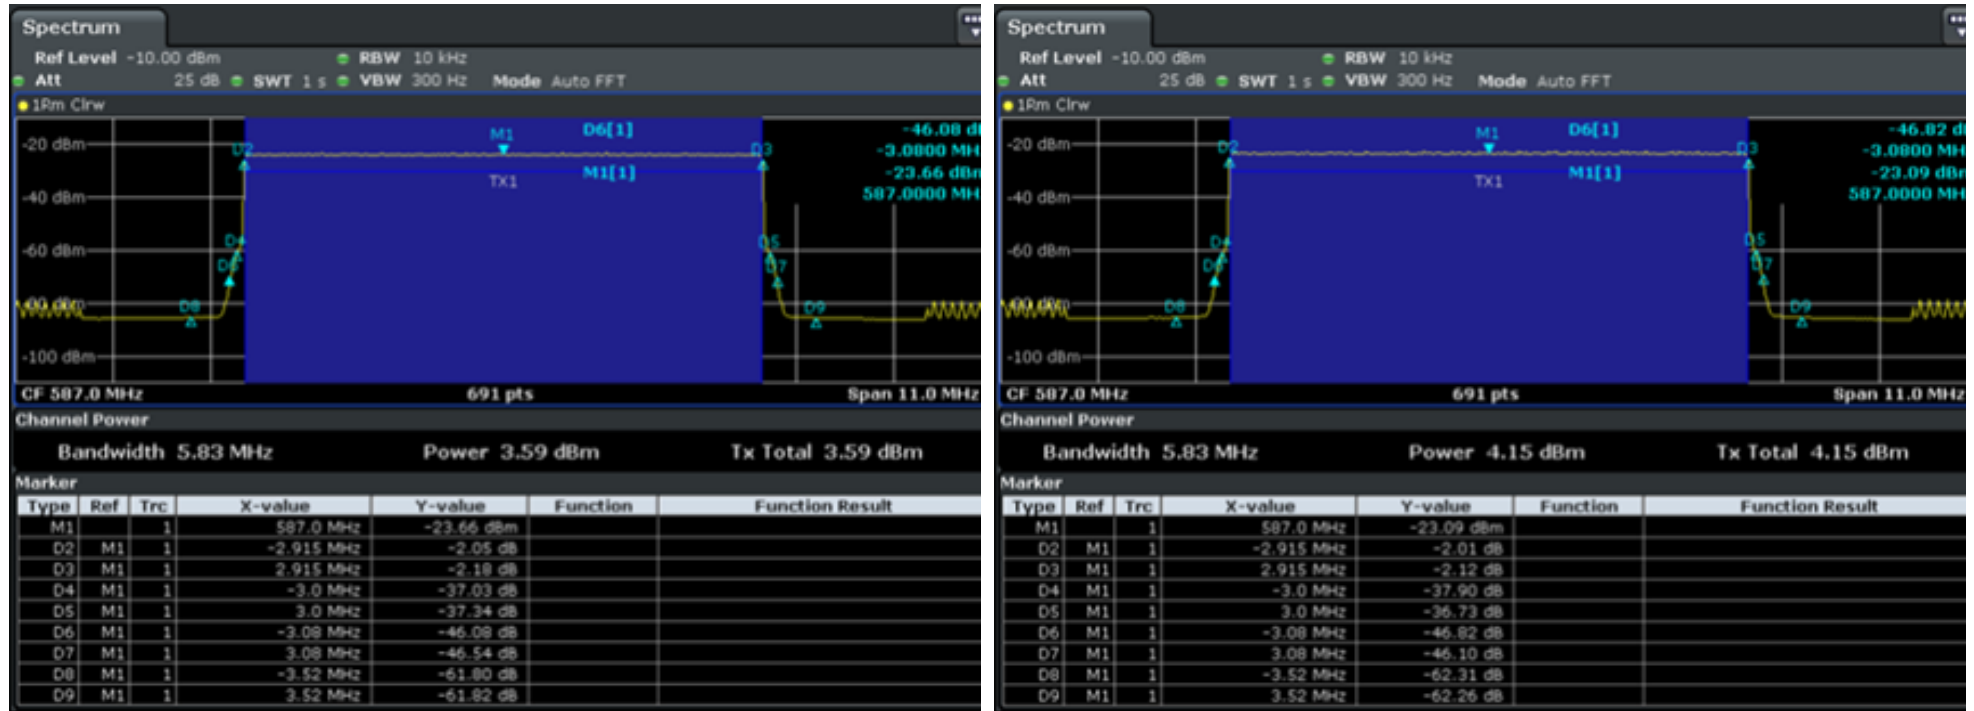 Spectrum
Ref Level -10.00 dBm RBW 10 kHz
Att 25 dB SWT 1 s VBW 300 Hz Mode Auto FFT
1Rm Clrw
D6[1] -46.08
-3.0800 MH
M1[1] -23.66
587.0000 MH
M1
TX1
D2
D3
D4
D5
D6
D7
D8
D9
-20 dBm
-40 dBm
-60 dBm
-80 dBm
-100 dBm
CF 587.0 MHz 691 pts Span 11.0 MHz
Channel Power
Bandwidth 5.83 MHz Power 3.59 dBm Tx Total 3.59 dBm
Marker
Type Ref Trc X-value Y-value Function Function Result
M1 1 587.0 MHz -23.66 dBm
D2 M1 1 -2.915 MHz -2.05 dB
D3 M1 1 2.915 MHz -2.18 dB
D4 M1 1 -3.0 MHz -37.03 dB
D5 M1 1 3.0 MHz -37.34 dB
D6 M1 1 -3.08 MHz -46.08 dB
D7 M1 1 3.08 MHz -46.54 dB
D8 M1 1 -3.52 MHz -61.80 dB
D9 M1 1 3.52 MHz -61.82 dB
Spectrum
Ref Level -10.00 dBm RBW 10 kHz
Att 25 dB SWT 1 s VBW 300 Hz Mode Auto FFT
1Rm Clrw
D6[1] -46.82
-3.0800 MH
M1[1] -23.09
587.0000 MH
M1
TX1
D2
D3
D4
D5
D6
D7
D8
D9
-20 dBm
-40 dBm
-60 dBm
-80 dBm
-100 dBm
CF 587.0 MHz 691 pts Span 11.0 MHz
Channel Power
Bandwidth 5.83 MHz Power 4.15 dBm Tx Total 4.15 dBm
Marker
Type Ref Trc X-value Y-value Function Function Result
M1 1 587.0 MHz -23.09 dBm
D2 M1 1 -2.915 MHz -2.01 dB
D3 M1 1 2.915 MHz -2.12 dB
D4 M1 1 -3.0 MHz -37.90 dB
D5 M1 1 3.0 MHz -36.73 dB
D6 M1 1 -3.08 MHz -46.82 dB
D7 M1 1 3.08 MHz -46.10 dB
D8 M1 1 -3.52 MHz -62.31 dB
D9 M1 1 3.52 MHz -62.26 dB